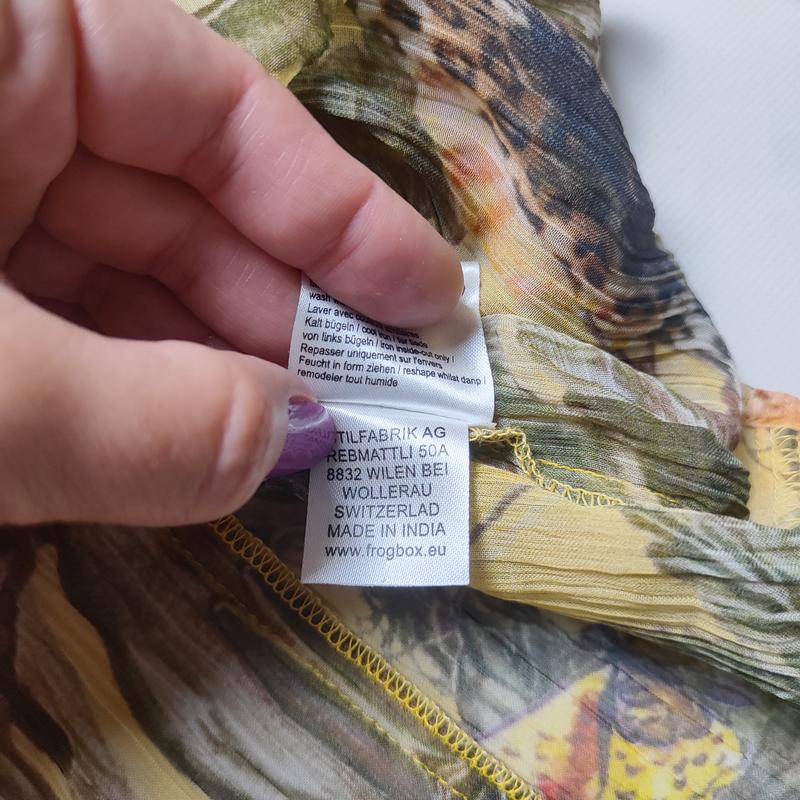 wash
Laver avec
Kalt bügeln / cool iron / fer
von links bügeln / iron inside-out only /
Repasser uniquement sur l'envers
Feucht in form ziehen / reshape whilst damp /
remodeler tout humide
TILFABRIK AG
REBMATTLI 50A
8832 WILEN BEI
WOLLERAU
SWITZERLAD
MADE IN INDIA
www.frogbox.eu